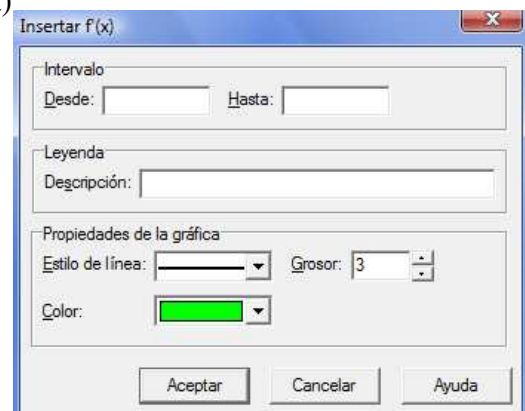 )
Insertar f'(x)
Intervalo
Desde: Hasta:
Leyenda
Descripción:
Propiedades de la gráfica
Estilo de línea: Grosor: 3
Color:
Aceptar Cancelar Ayuda